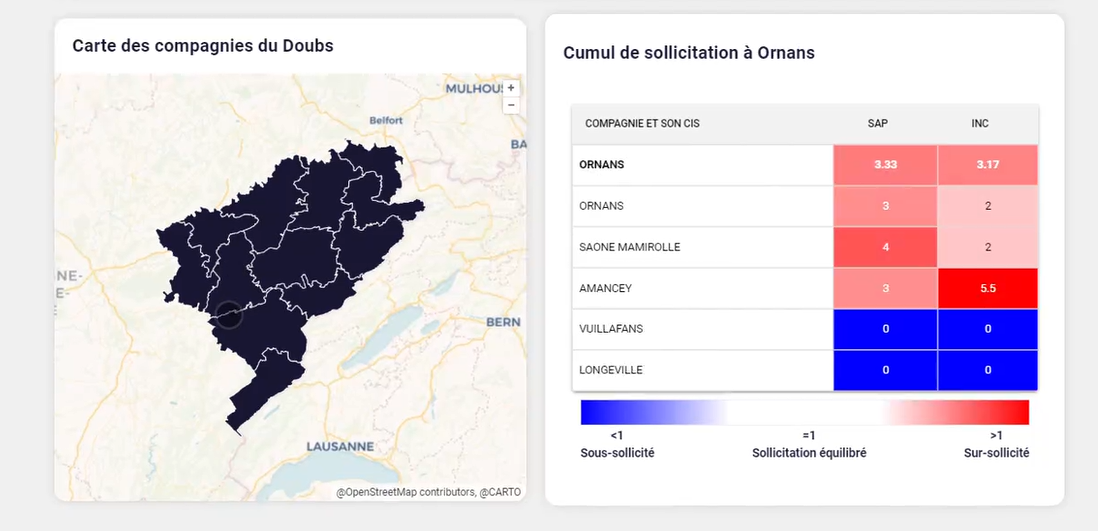 Carte des compagnies du Doubs
MULHOUS
+
−
Belfort
BA
NE-
E-
BERN
LAUSANNE
@OpenStreetMap contributors, @CARTO
Cumul de sollicitation à Ornans
COMPAGNIE ET SON CIS SAP INC
ORNANS 3.33 3.17
ORNANS 3 2
SAONE MAMIROLLE 4 2
AMANCEY 3 5.5
VUILLAFANS 0 0
LONGEVILLE 0 0
<1 =1 >1
Sous-sollicité Sollicitation équilibré Sur-sollicité